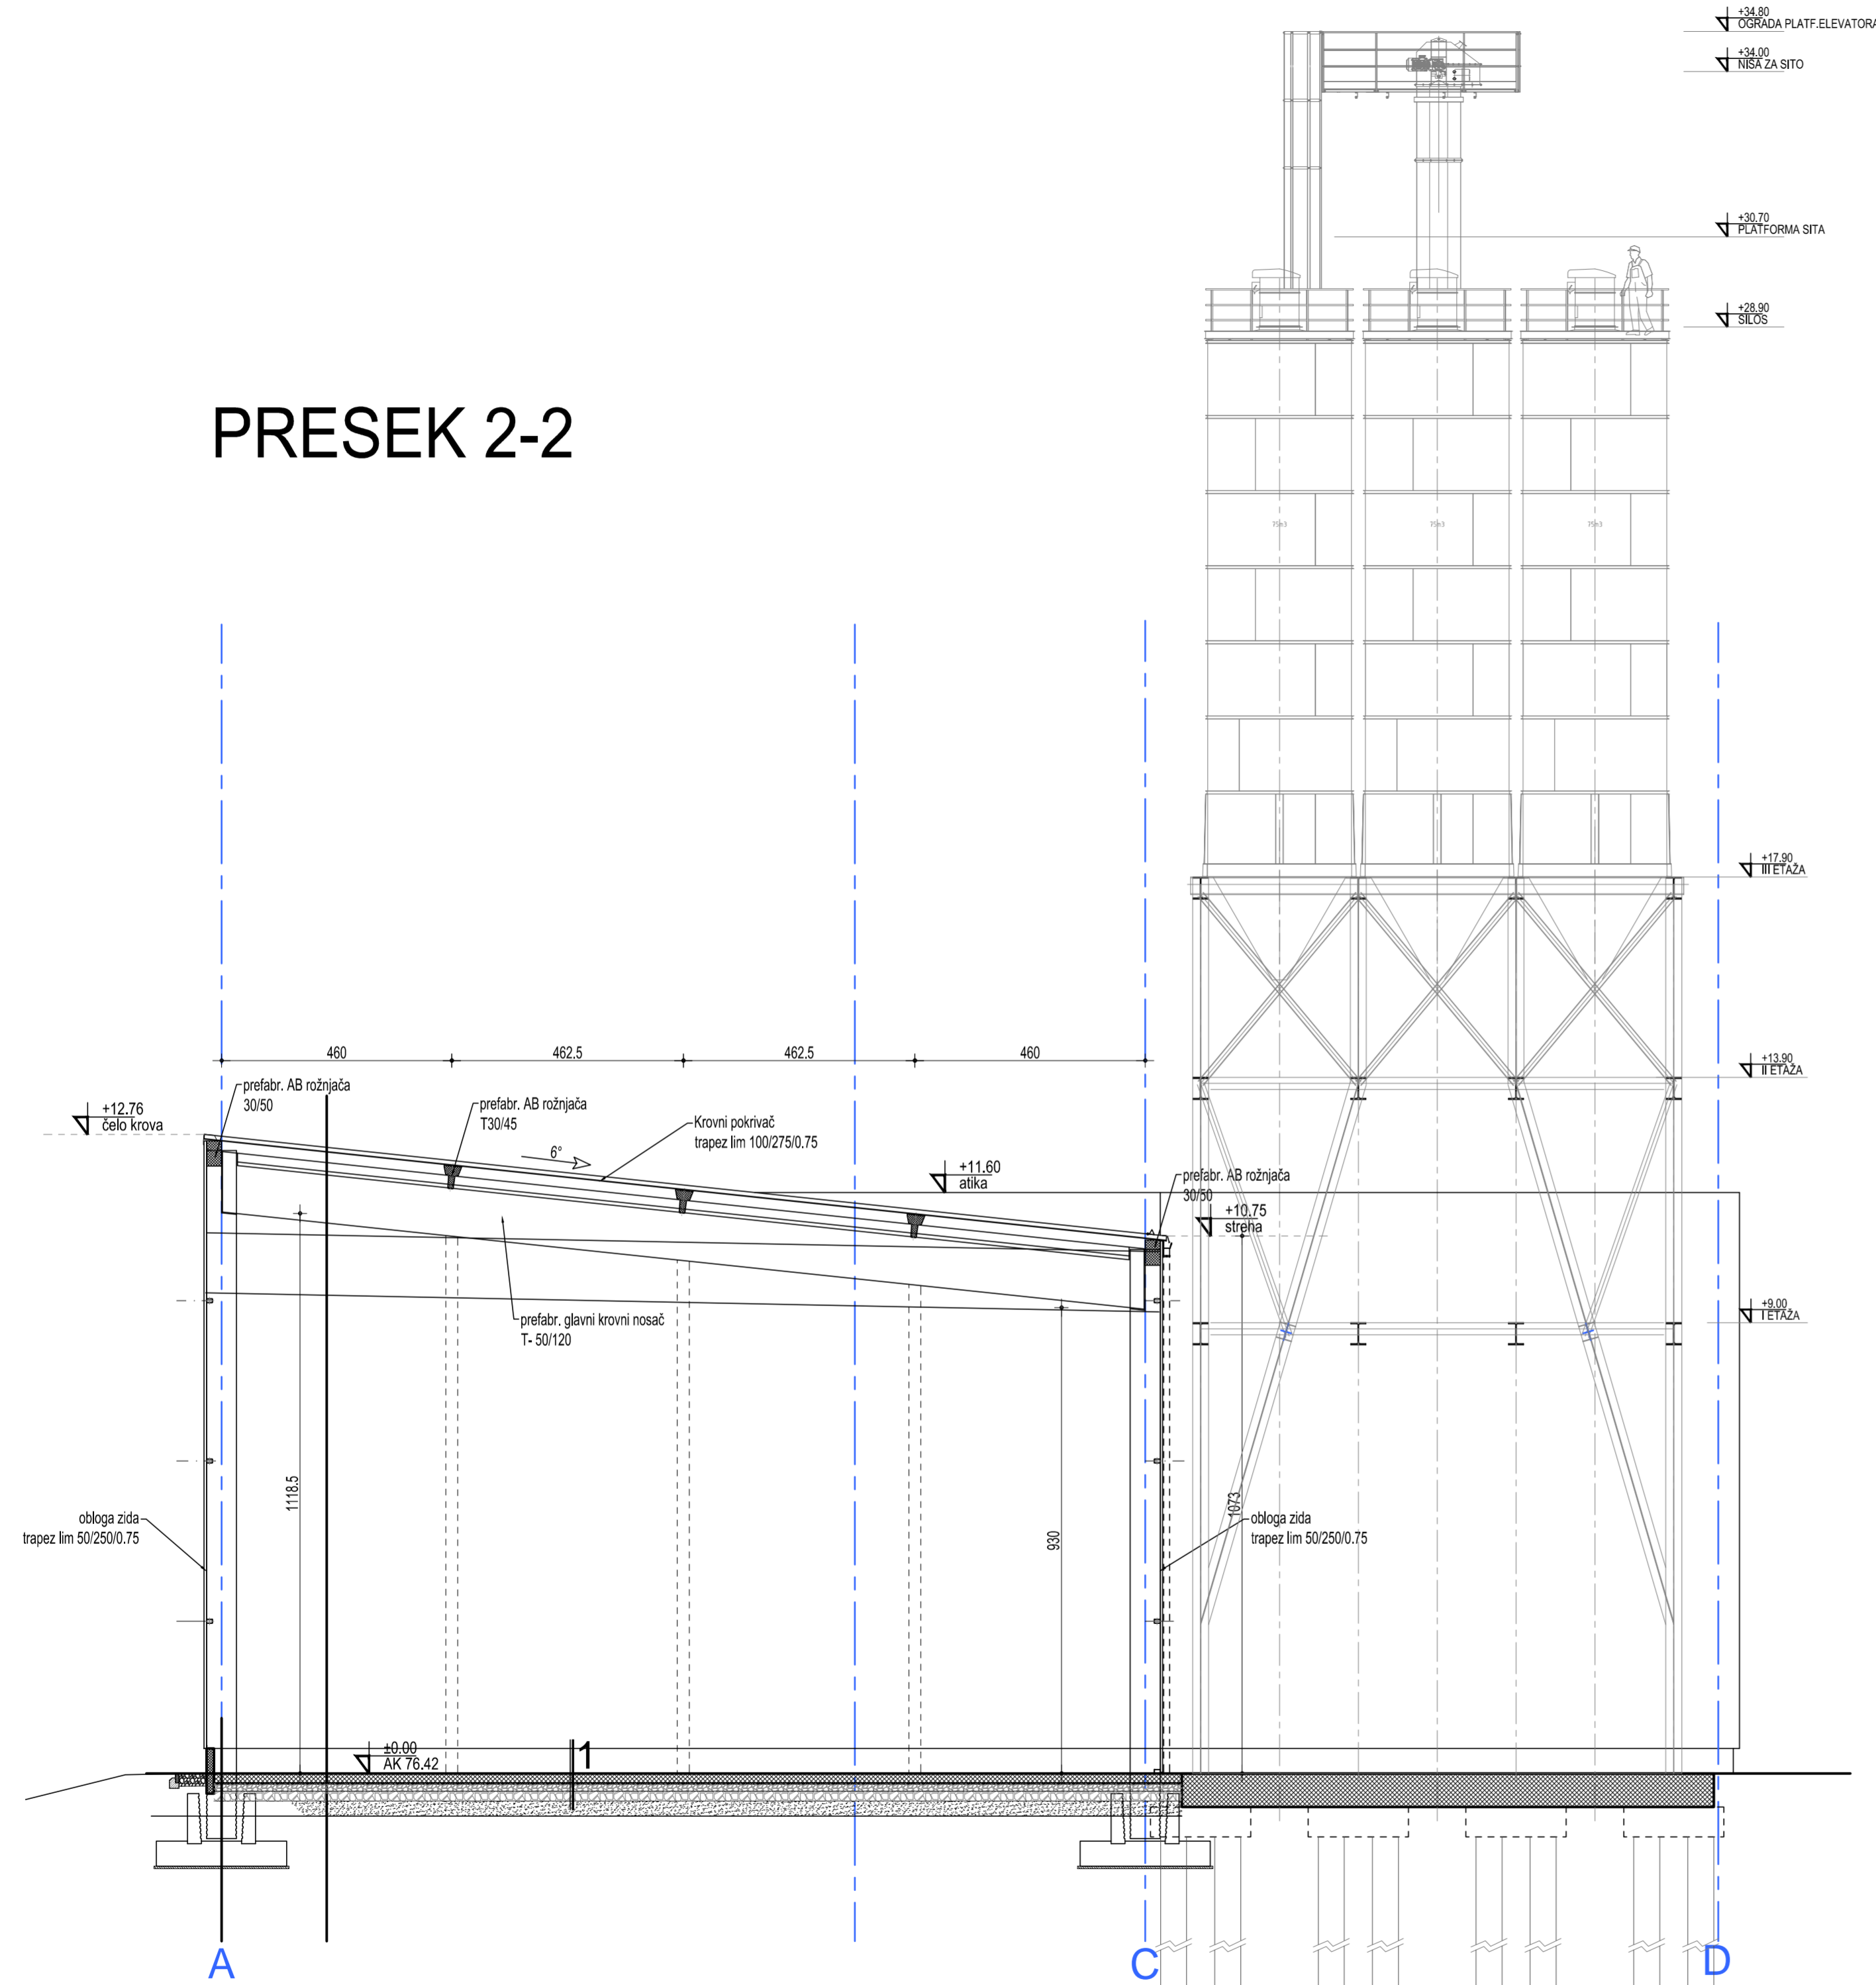 +34.80
OGRADA PLATF.ELEVATORA
+34.00
NIŠA ZA SITO
+30.70
PLATFORMA SITA
+28.90
SILOS
PRESEK 2-2
75m3
75m3
75m3
+17.90
III ETAŽA
+13.90
II ETAŽA
460
462.5
462.5
460
prefabr. AB rožnjača
30/50
+12.76
čelo krova
prefabr. AB rožnjača
T30/45
Krovni pokrivač
trapez lim 100/275/0.75
6°
+11.60
atika
prefabr. AB rožnjača
30/50
+10.75
streha
+9.00
I ETAŽA
prefabr. glavni krovni nosač
T- 50/120
1118.5
930
1073
obloga zida
trapez lim 50/250/0.75
obloga zida
trapez lim 50/250/0.75
±0.00
AK 76.42
1
A
C
D